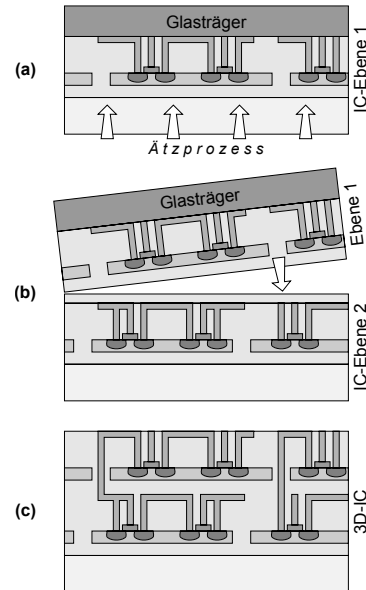 Glasträger
(a)
IC-Ebene 1
Ätzprozess
Glasträger
Ebene 1
(b)
IC-Ebene 2
(c)
3D-IC